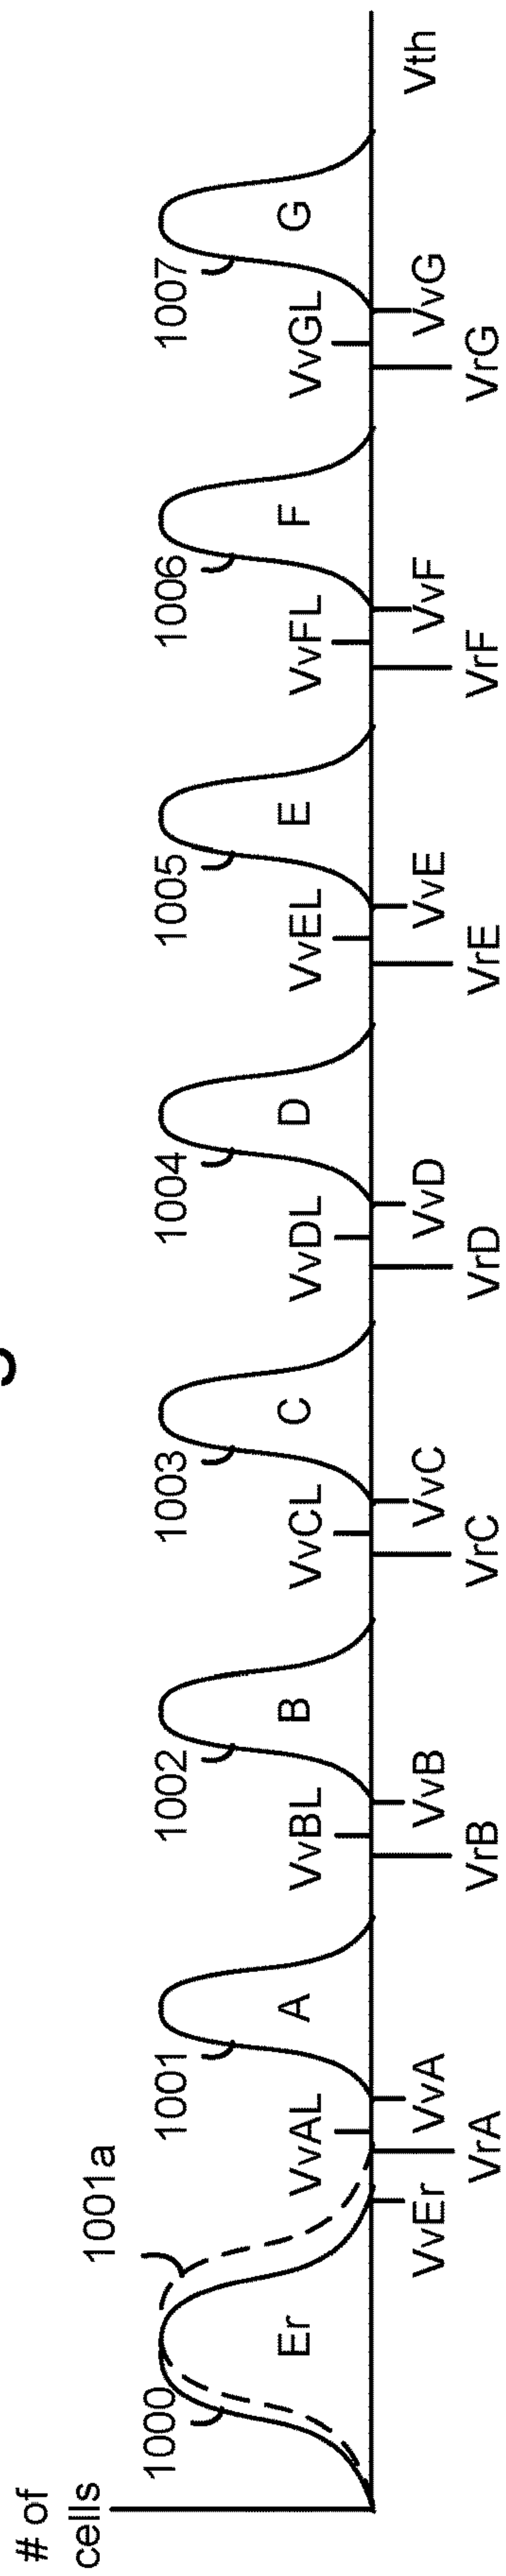 # of
cells
1000
1001a
1001
1002
1003
1004
1005
1006
1007
Er
A
B
C
D
E
F
G
VvAL
VvBL
VvCL
VvDL
VvEL
VvFL
VvGL
VvEr
VvA
VvB
VvC
VvD
VvE
VvF
VvG
Vth
VrA
VrB
VrC
VrD
VrE
VrF
VrG